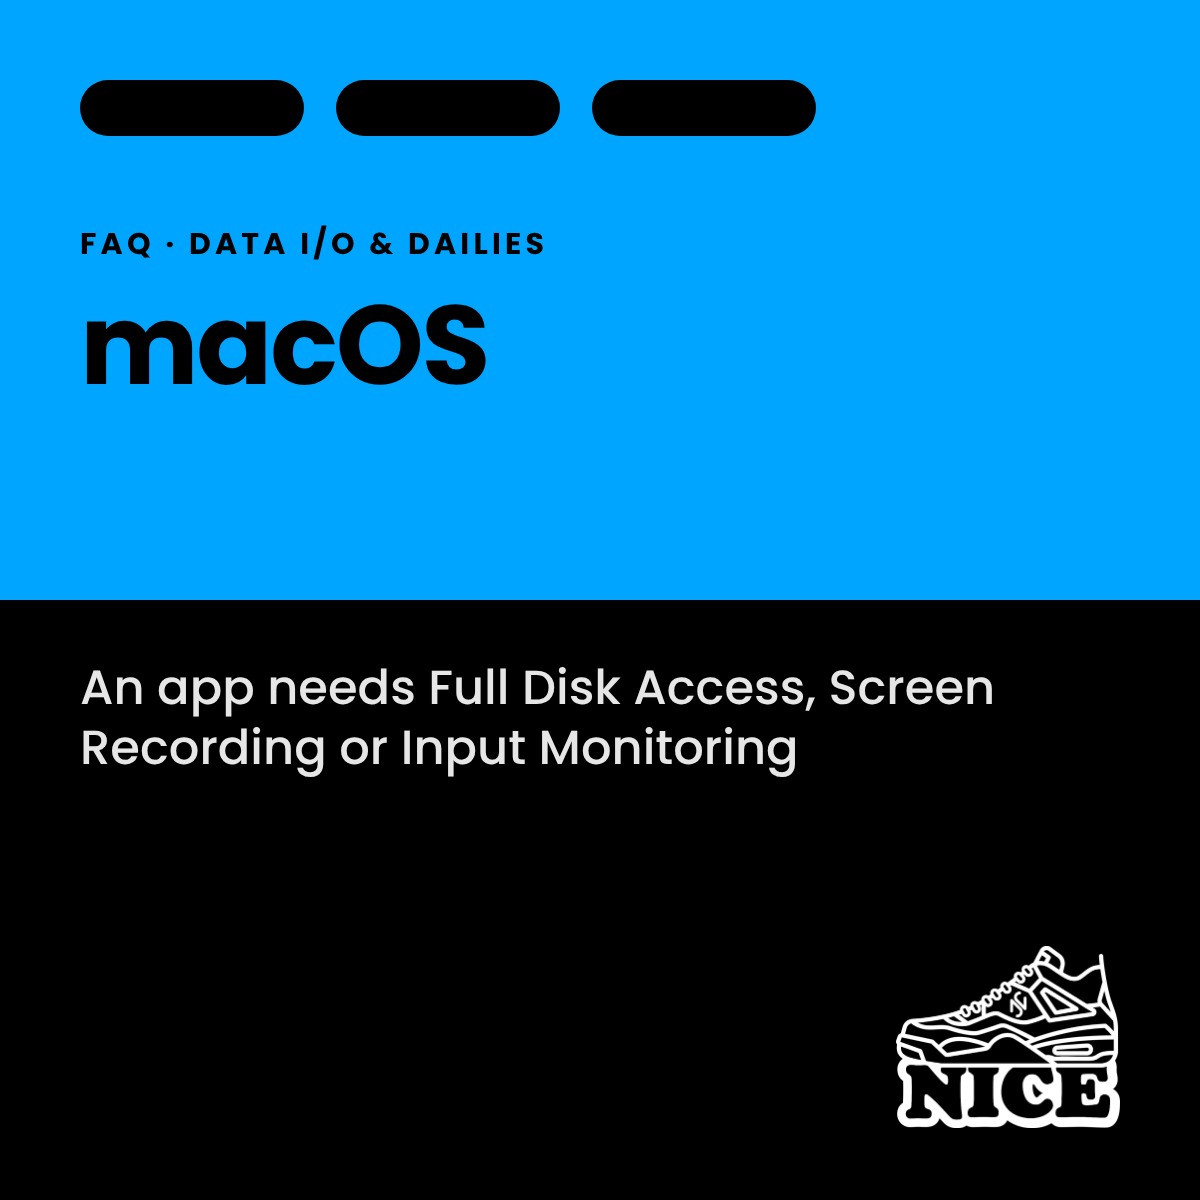 FAQ · DATA I/O & DAILIES
macOS
An app needs Full Disk Access, Screen
Recording or Input Monitoring
NICE